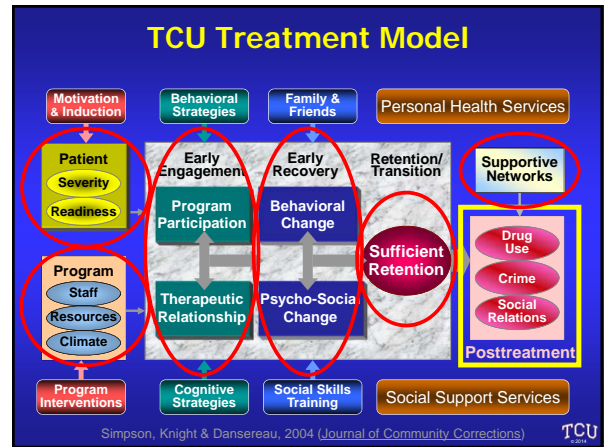 TCU Treatment Model
Motivation
& Induction
Behavioral
Strategies
Family &
Friends
Personal Health Services
Patient
Severity
Readiness
Early
Engagement
Program
Participation
Therapeutic
Relationship
Early
Recovery
Behavioral
Change
Psycho-Social
Change
Retention/
Transition
Sufficient
Retention
Supportive
Networks
Drug
Use
Crime
Social
Relations
Posttreatment
Program
Staff
Resources
Climate
Program
Interventions
Cognitive
Strategies
Social Skills
Training
Social Support Services
Simpson, Knight & Dansereau, 2004 (Journal of Community Corrections)
TCU
© 2014